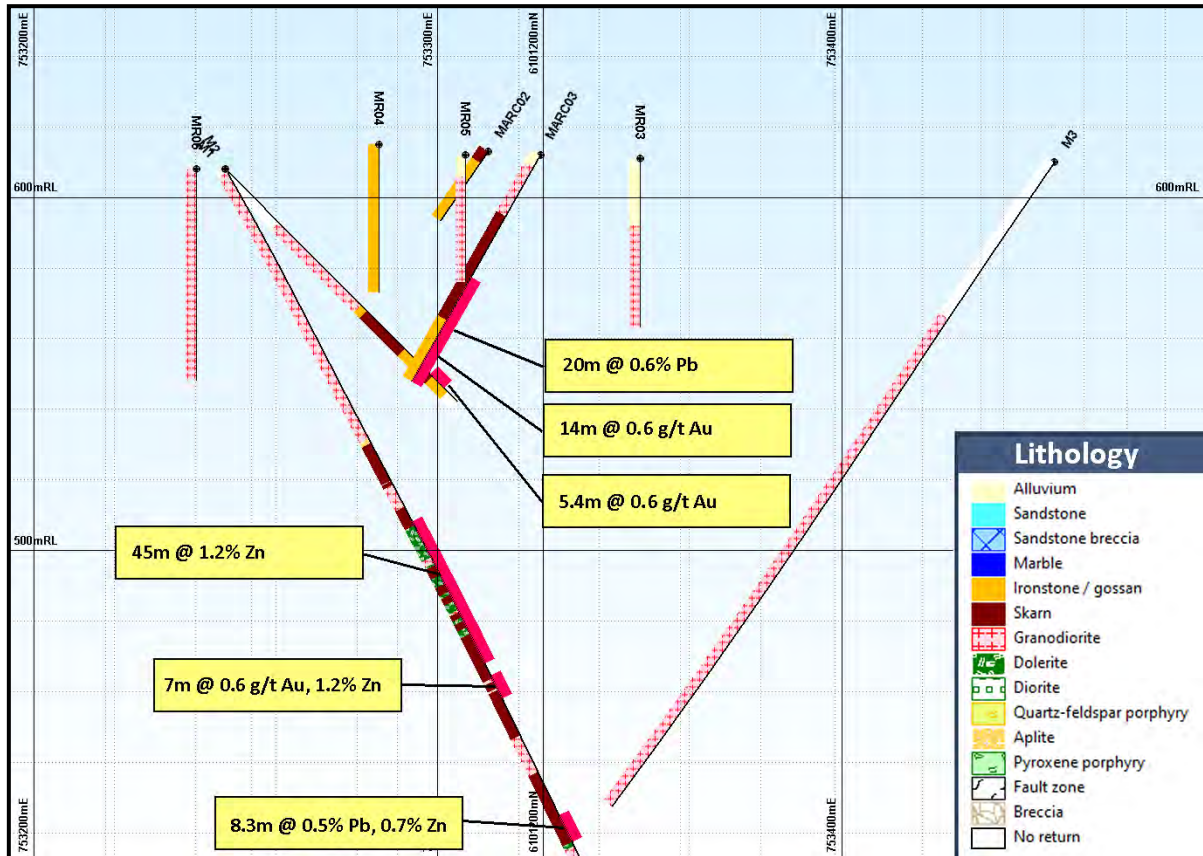 753200mE
753300mE
6101200mN
753400mE
MR06
M1
MR04
MR05
MARC02
MARC03
MR03
M3
600mRL
600mRL
20m @ 0.6% Pb
14m @ 0.6 g/t Au
5.4m @ 0.6 g/t Au
500mRL
45m @ 1.2% Zn
7m @ 0.6 g/t Au, 1.2% Zn
8.3m @ 0.5% Pb, 0.7% Zn
753200mE
6101200mN
753400mE
Lithology
Alluvium
Sandstone
Sandstone breccia
Marble
Ironstone / gossan
Skarn
Granodiorite
Dolerite
Diorite
Quartz-feldspar porphyry
Aplite
Pyroxene porphyry
Fault zone
Breccia
No return